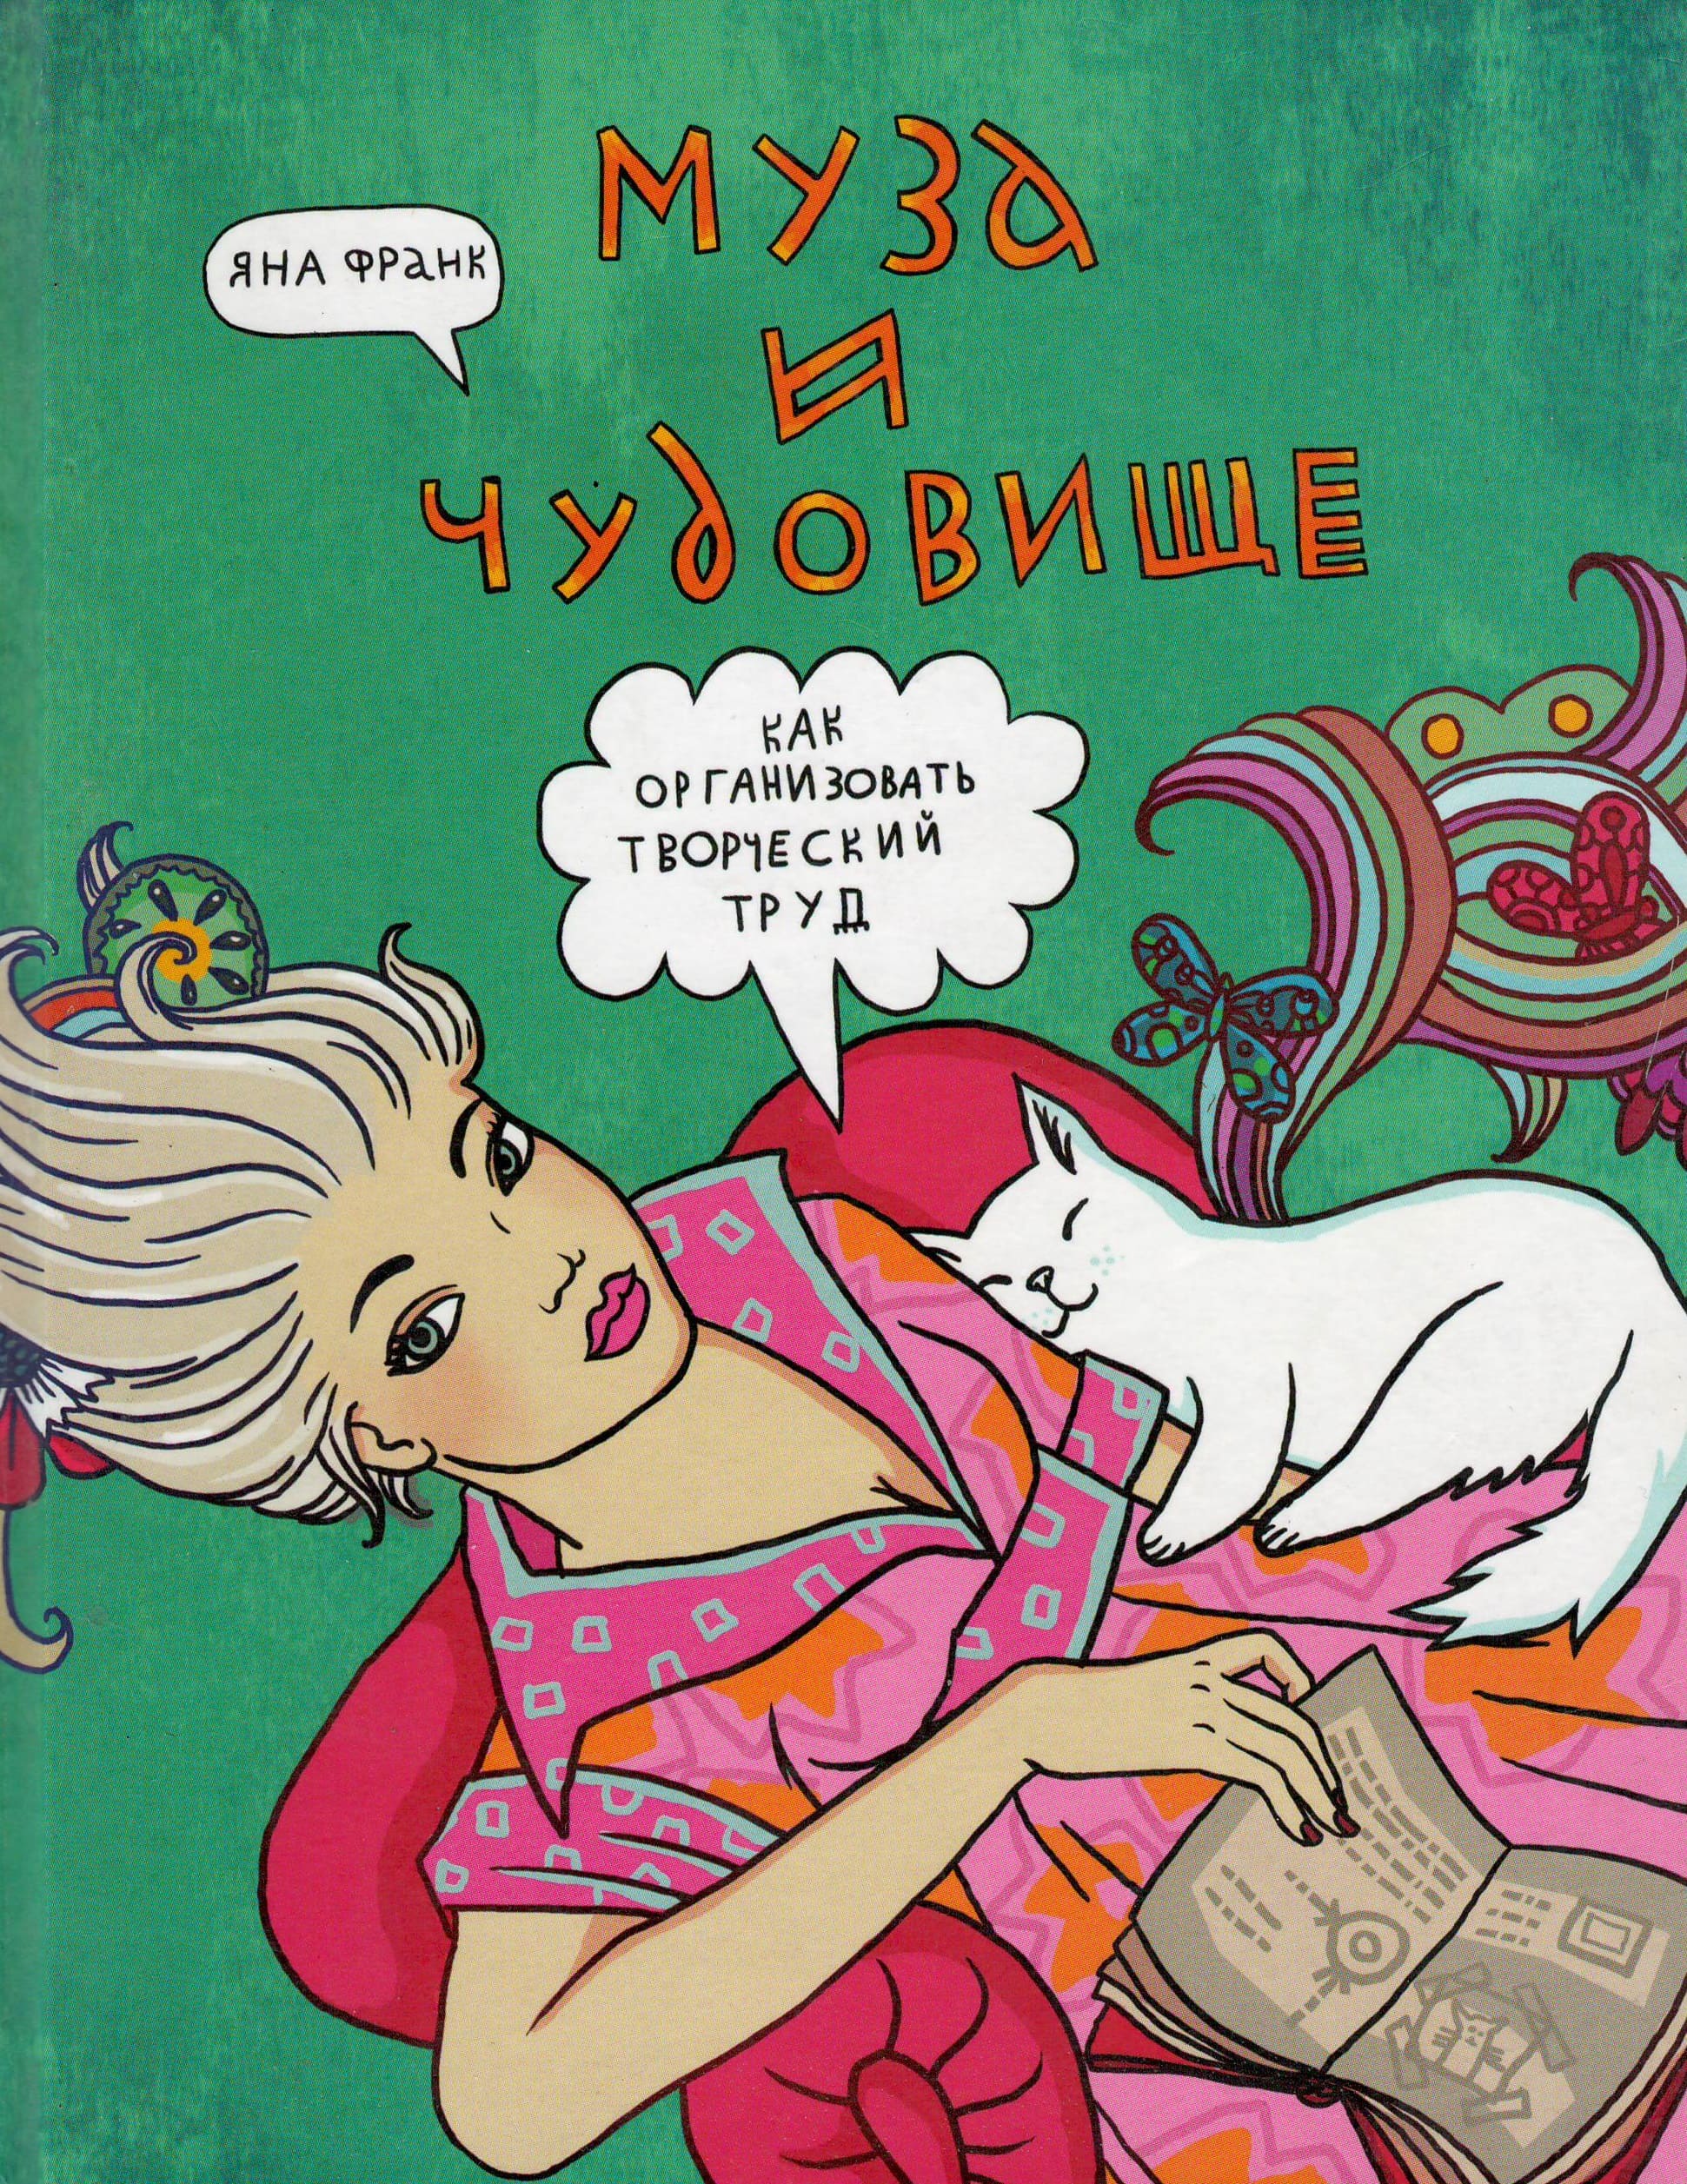 МУЗА
ЯНА ФРАНК
И
ЧУДОВИЩЕ
КАК
ОРГАНИЗОВАТЬ
ТВОРЧЕСКИЙ
ТРУД